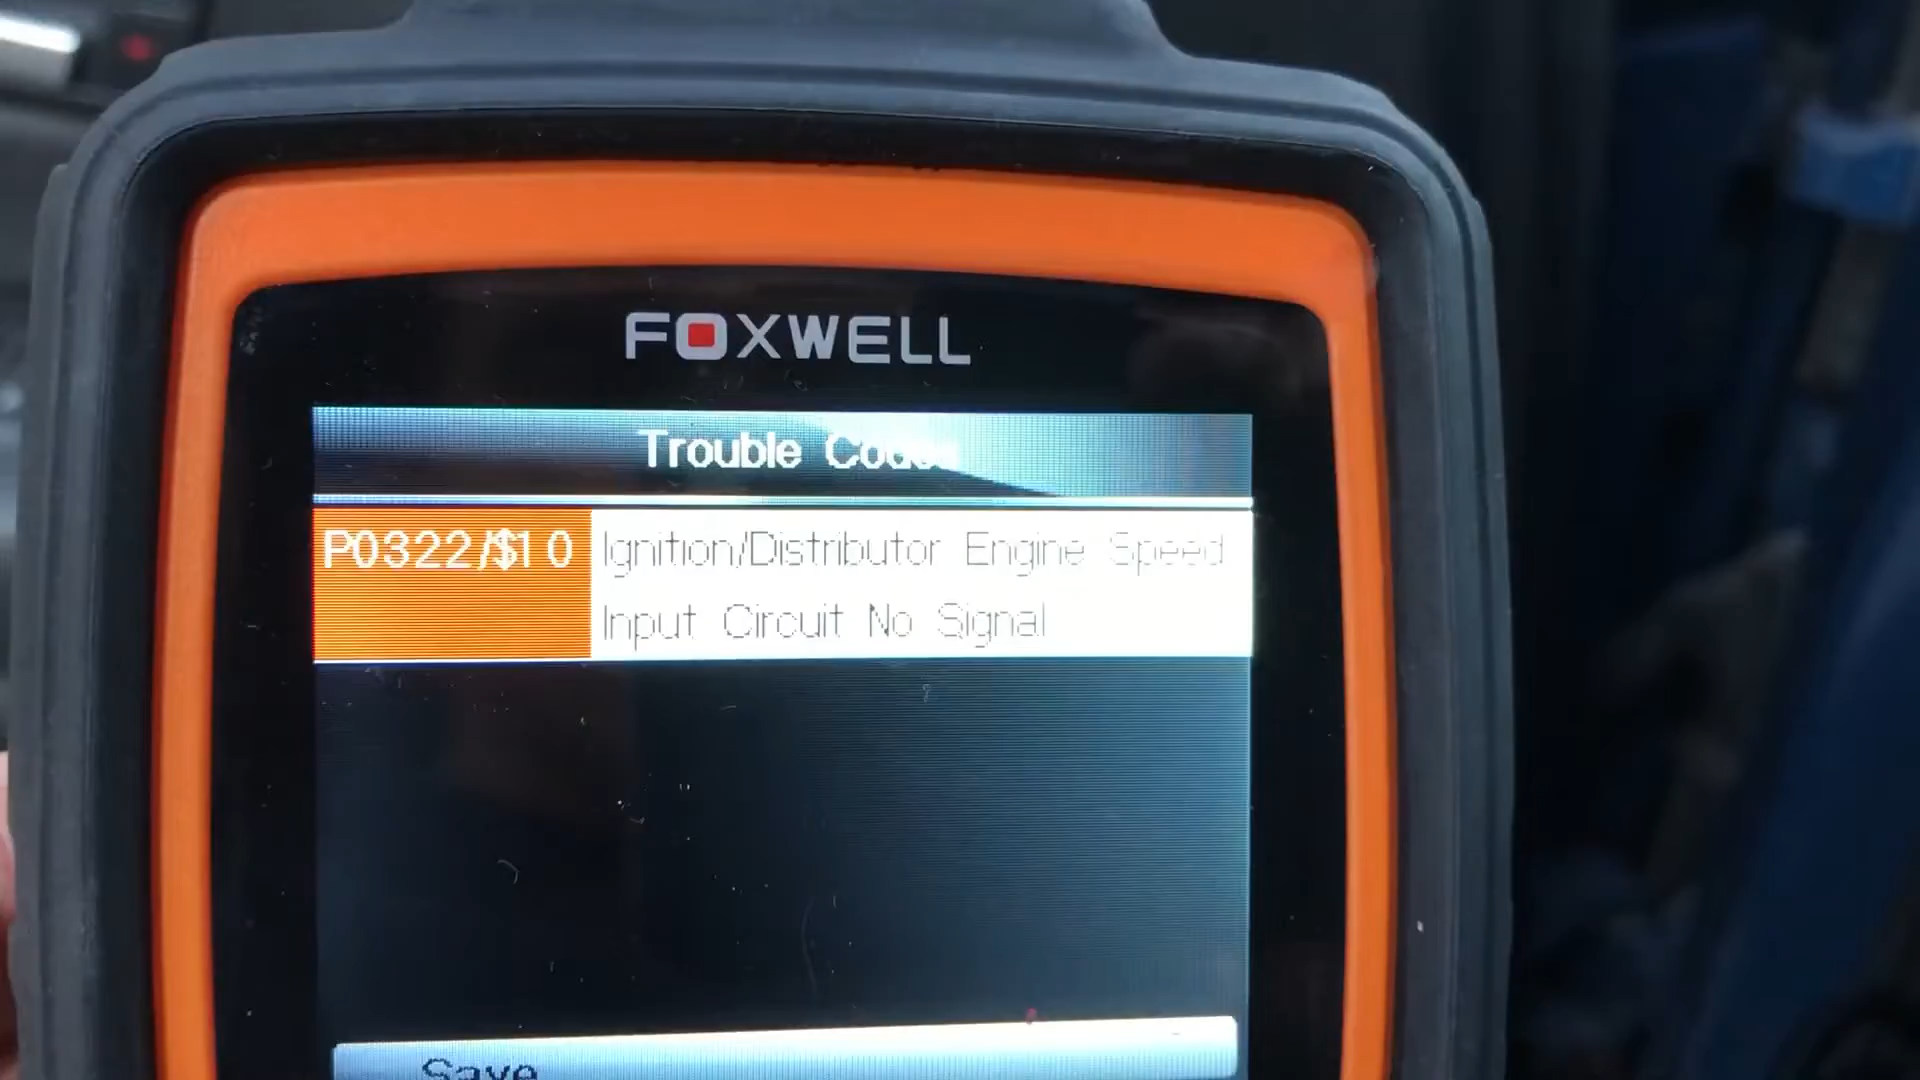 FOXWELL
Trouble Codes
P0322/$10 Ignition/Distributor Engine Speed
Input Circuit No Signal
Save